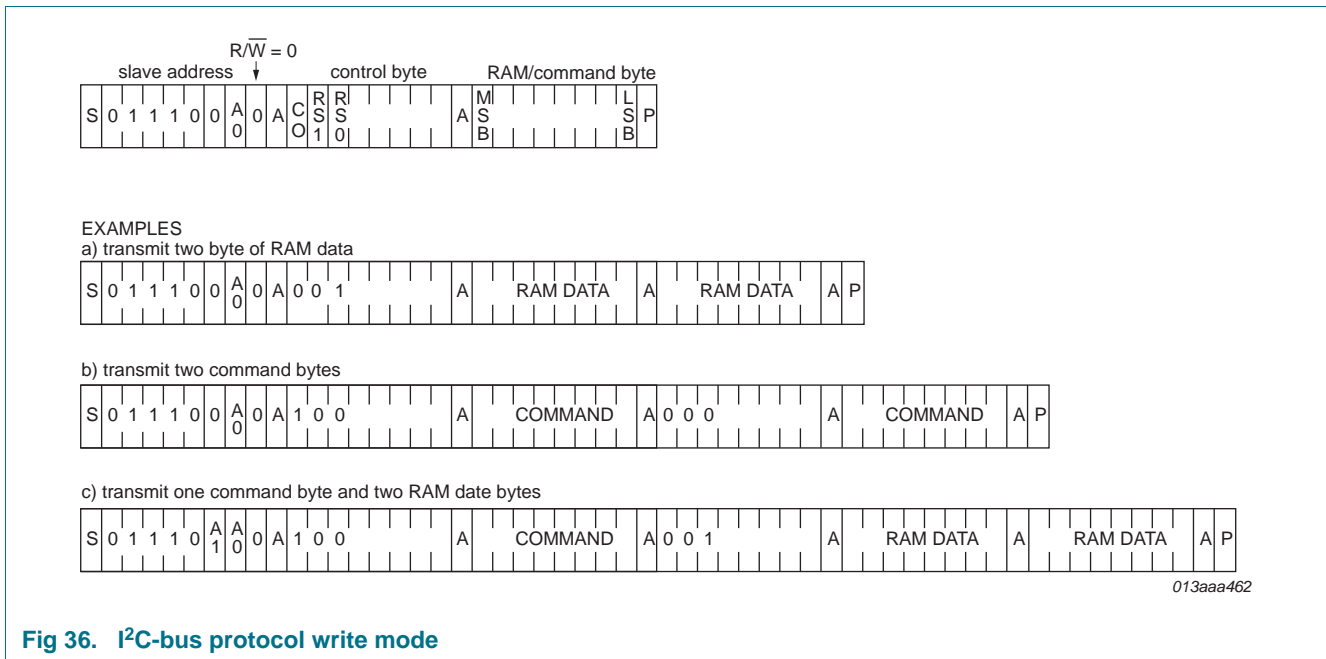 R/W = 0
slave address control byte RAM/command byte
S 0 1 1 1 0 0 A0 0 A CO RS1 RS0 A MSB LSB P
EXAMPLES
a) transmit two byte of RAM data
S 0 1 1 1 0 0 A0 0 A 0 0 1 A RAM DATA A RAM DATA A P
b) transmit two command bytes
S 0 1 1 1 0 0 A0 0 A 1 0 0 A COMMAND A 0 0 0 A COMMAND A P
c) transmit one command byte and two RAM date bytes
S 0 1 1 1 0 A1 A0 0 A 1 0 0 A COMMAND A 0 0 1 A RAM DATA A RAM DATA A P
013aaa462
Fig 36. I²C-bus protocol write mode